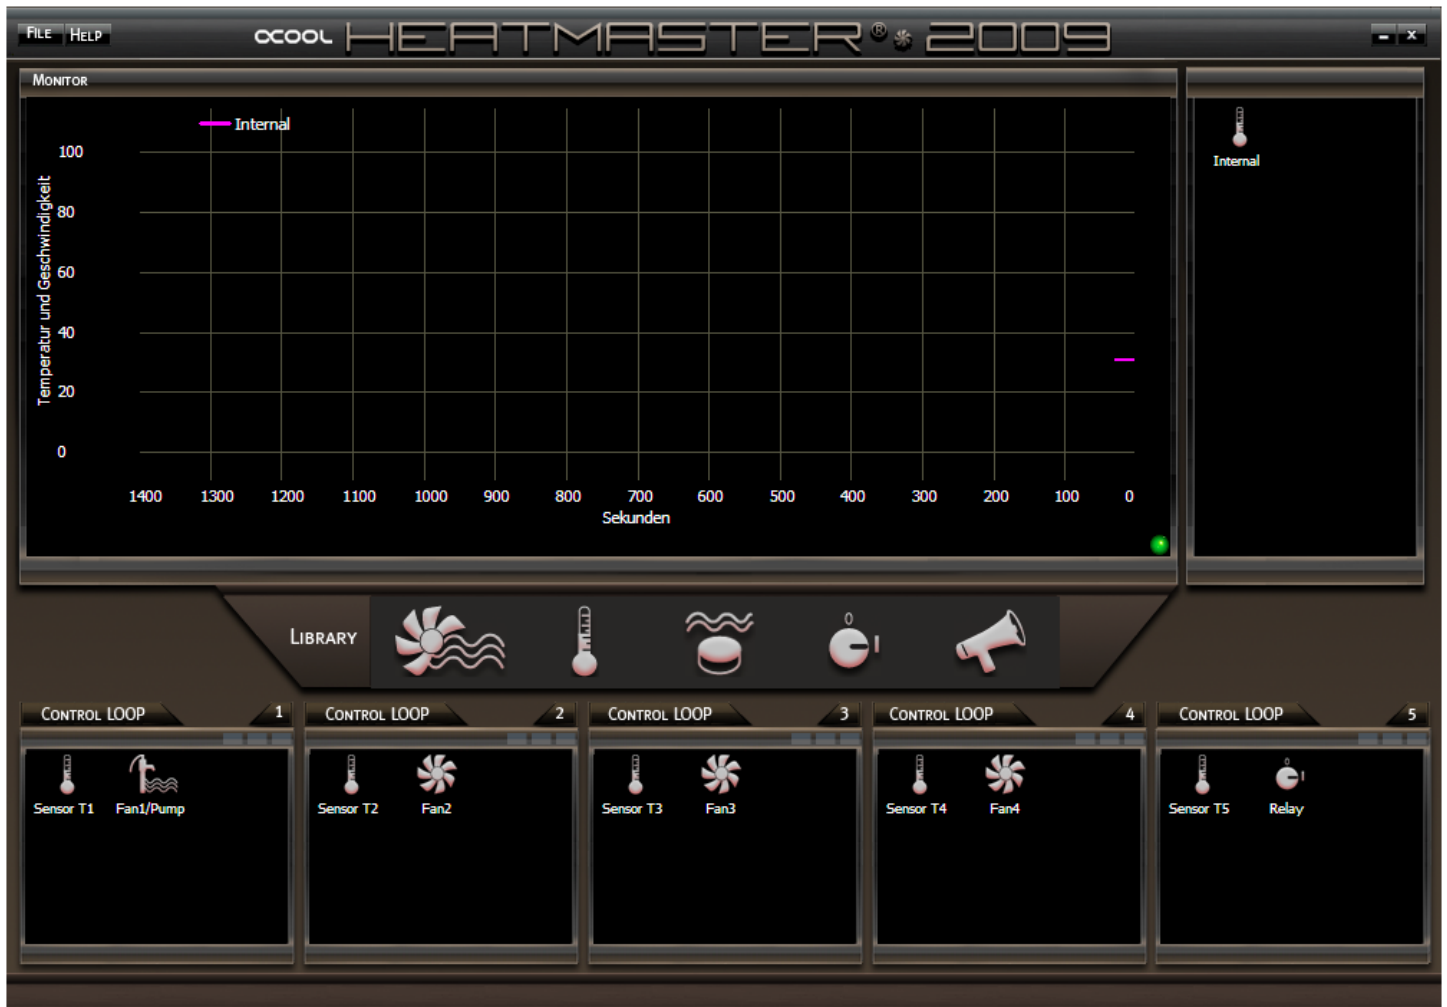 FILE HELP
acool HEATMASTER® 2009
MONITOR
Internal
Internal
100
80
60
40
20
0
Temperatur und Geschwindigkeit
1400 1300 1200 1100 1000 900 800 700 600 500 400 300 200 100 0
Sekunden
LIBRARY
0
I
CONTROL LOOP 1
CONTROL LOOP 2
CONTROL LOOP 3
CONTROL LOOP 4
CONTROL LOOP 5
Sensor T1 Fan1/Pump
Sensor T2 Fan2
Sensor T3 Fan3
Sensor T4 Fan4
0
I
Sensor T5 Relay